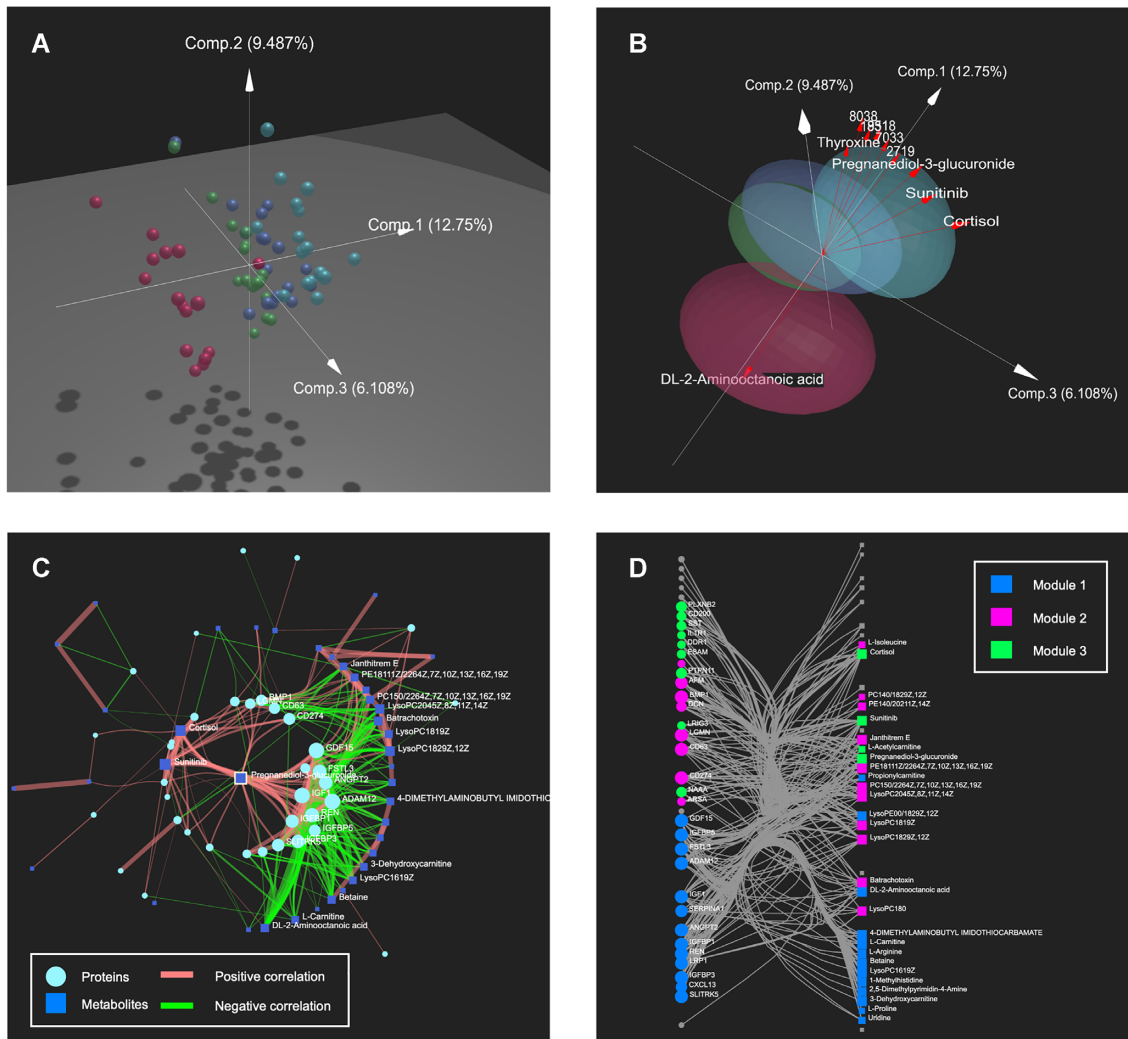 A
Comp.2 (9.487%)
Comp.1 (12.75%)
Comp.3 (6.108%)
B
Comp.1 (12.75%)
Comp.2 (9.487%)
8038
7033
Thyroxine
2719
Pregnanediol-3-glucuronide
Sunitinib
Cortisol
DL-2-Aminooctanoic acid
Comp.3 (6.108%)
C
Janthitrem E
PE18111Z/2264Z,7Z,10Z,13Z,16Z,19Z
BMP1
PC150/2264Z,7Z,10Z,13Z,16Z,19Z
CD63
LysoPC2045Z,8Z,11Z,14Z
CD274
Batrachotoxin
Cortisol
LysoPC1819Z
GDF15
LysoPC1829Z,12Z
Sunitinib
FSTL3
Pregnanediol-3-glucuronide
ANGPT2
IGF1
ADAM12
4-DIMETHYLAMINOBUTYL IMIDOTHIO
REN
IGFBP1
IGFBP5
SLITRK5
IGFBP3
3-Dehydroxycarnitine
LysoPC1619Z
Betaine
L-Carnitine
DL-2-Aminooctanoic acid
Proteins
Positive correlation
Metabolites
Negative correlation
D
Module 1
Module 2
Module 3
PLXNB2
CD200
SST
IL1R1
DDR1
ESAM
PTPN11
AFM
BMP1
DCN
LRIG3
LGMN
CD63
CD274
NAAA
ARSA
GDF15
IGFBP5
FSTL3
ADAM12
IGF1
SERPINA1
ANGPT2
IGFBP1
REN
LRP1
IGFBP3
CXCL13
SLITRK5
L-Isoleucine
Cortisol
PC140/1829Z,12Z
PE140/20211Z,14Z
Sunitinib
Janthitrem E
L-Acetylcarnitine
Pregnanediol-3-glucuronide
PE18111Z/2264Z,7Z,10Z,13Z,16Z,19Z
Propionylcarnitine
PC150/2264Z,7Z,10Z,13Z,16Z,19Z
LysoPC2045Z,8Z,11Z,14Z
LysoPE00/1829Z,12Z
LysoPC1819Z
LysoPC1829Z,12Z
Batrachotoxin
DL-2-Aminooctanoic acid
LysoPC180
4-DIMETHYLAMINOBUTYL IMIDOTHIOCARBAMATE
L-Carnitine
L-Arginine
Betaine
LysoPC1619Z
1-Methylhistidine
2,5-Dimethylpyrimidin-4-Amine
3-Dehydroxycarnitine
L-Proline
Uridine